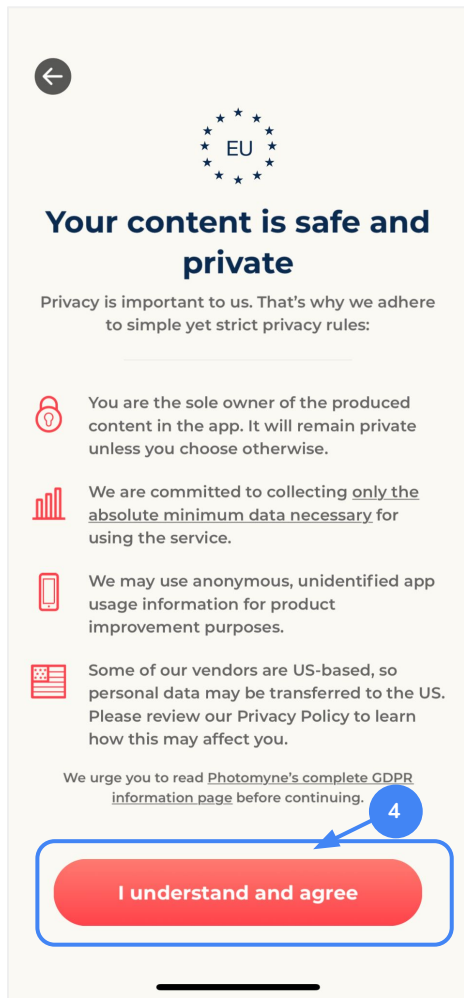 EU
Your content is safe and
private
Privacy is important to us. That’s why we adhere
to simple yet strict privacy rules:
You are the sole owner of the produced
content in the app. It will remain private
unless you choose otherwise.
We are committed to collecting only the
absolute minimum data necessary for
using the service.
We may use anonymous, unidentified app
usage information for product
improvement purposes.
Some of our vendors are US-based, so
personal data may be transferred to the US.
Please review our Privacy Policy to learn
how this may affect you.
We urge you to read Photomyne’s complete GDPR
information page before continuing.
4
I understand and agree